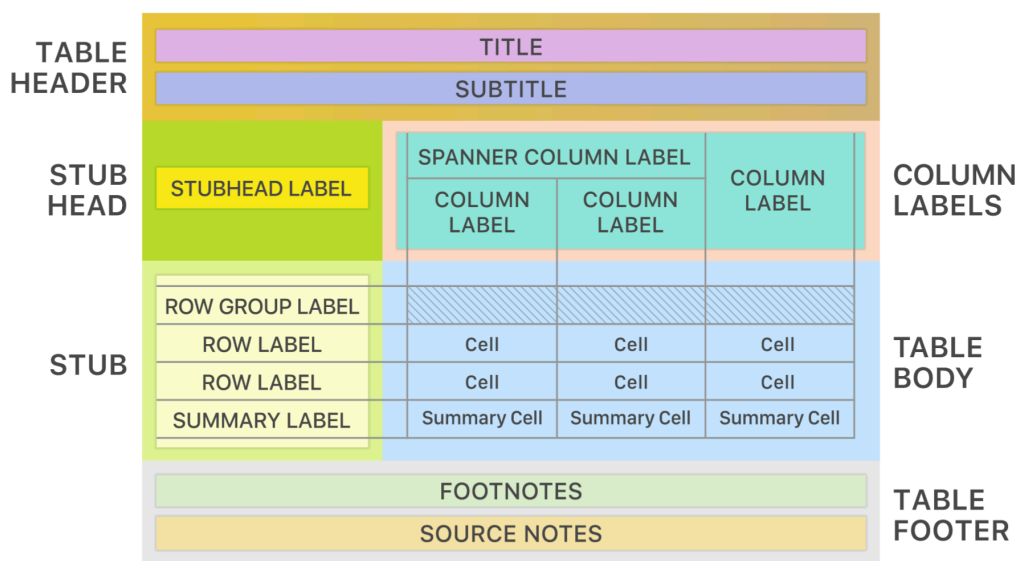 TABLE
HEADER
TITLE
SUBTITLE
STUB
HEAD
STUBHEAD LABEL
SPANNER COLUMN LABEL
COLUMN
LABEL
COLUMN
LABEL
COLUMN
LABEL
COLUMN
LABELS
STUB
ROW GROUP LABEL
ROW LABEL Cell Cell Cell
ROW LABEL Cell Cell Cell
SUMMARY LABEL Summary Cell Summary Cell Summary Cell
TABLE
BODY
FOOTNOTES
SOURCE NOTES
TABLE
FOOTER